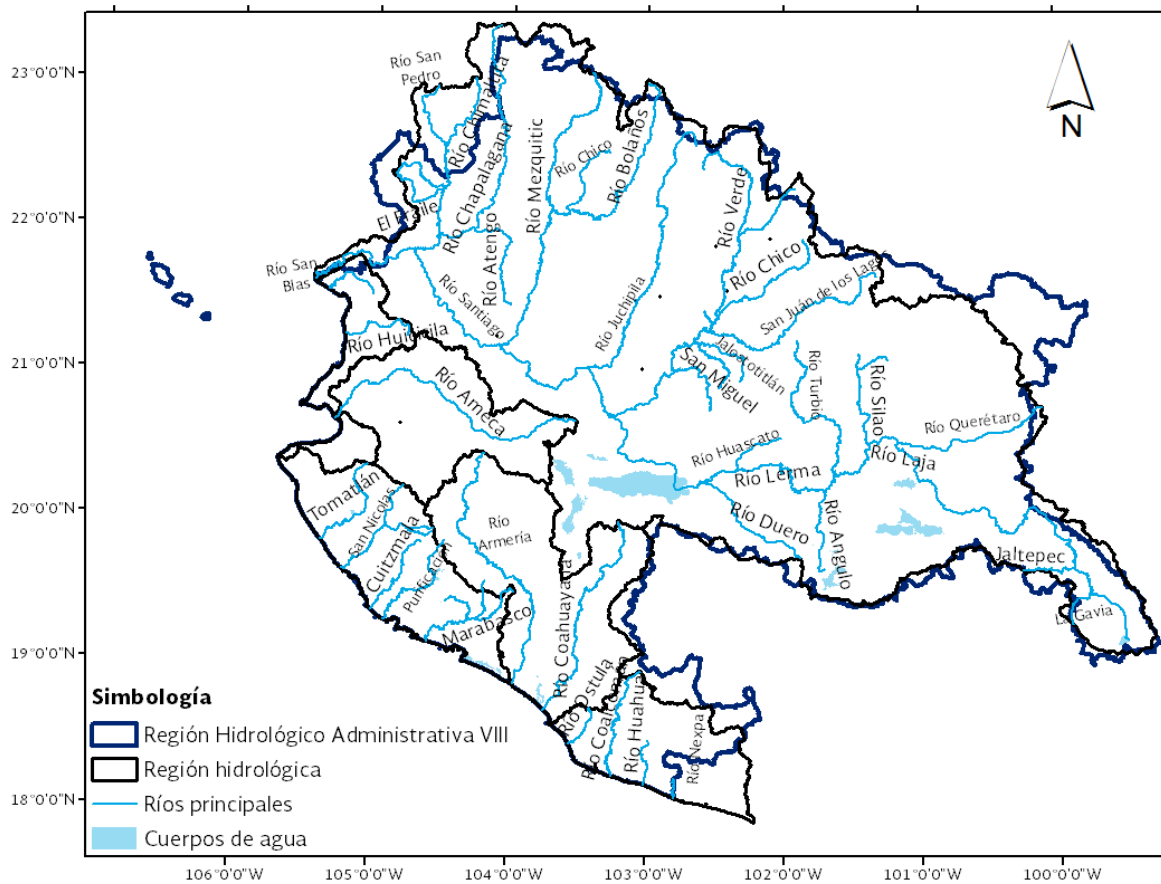 23°0'0"N
22°0'0"N
21°0'0"N
20°0'0"N
19°0'0"N
18°0'0"N
Río San
Pedro
Río Chimaltita
Río Chapalagana
El Fraile
Río San
Blas
Río Atengo
Río Mezquitic
Río Chico
Río Bolaños
Río Verde
Río Santiago
Río Juchipila
Río Chico
San Juán de los Lagos
Jalostotitlán
San Miguel
Río Huicicila
Río Ameca
Río Turbio
Río Silao
Río Querétaro
Río Huascato
Río Lerma
Río Laja
Río Duero
Río Angulo
Jaltepec
La Gavia
Tomatlán
San Nicolas
Cuitzmala
Purificación
Marabasco
Río
Armería
Río Coahuayana
Río Ostula
Río Coalcomán
Río Huahua
Río Nexpa
N
Simbología
Región Hidrológico Administrativa VIII
Región hidrológica
Ríos principales
Cuerpos de agua
106°0'0"W
105°0'0"W
104°0'0"W
103°0'0"W
102°0'0"W
101°0'0"W
100°0'0"W